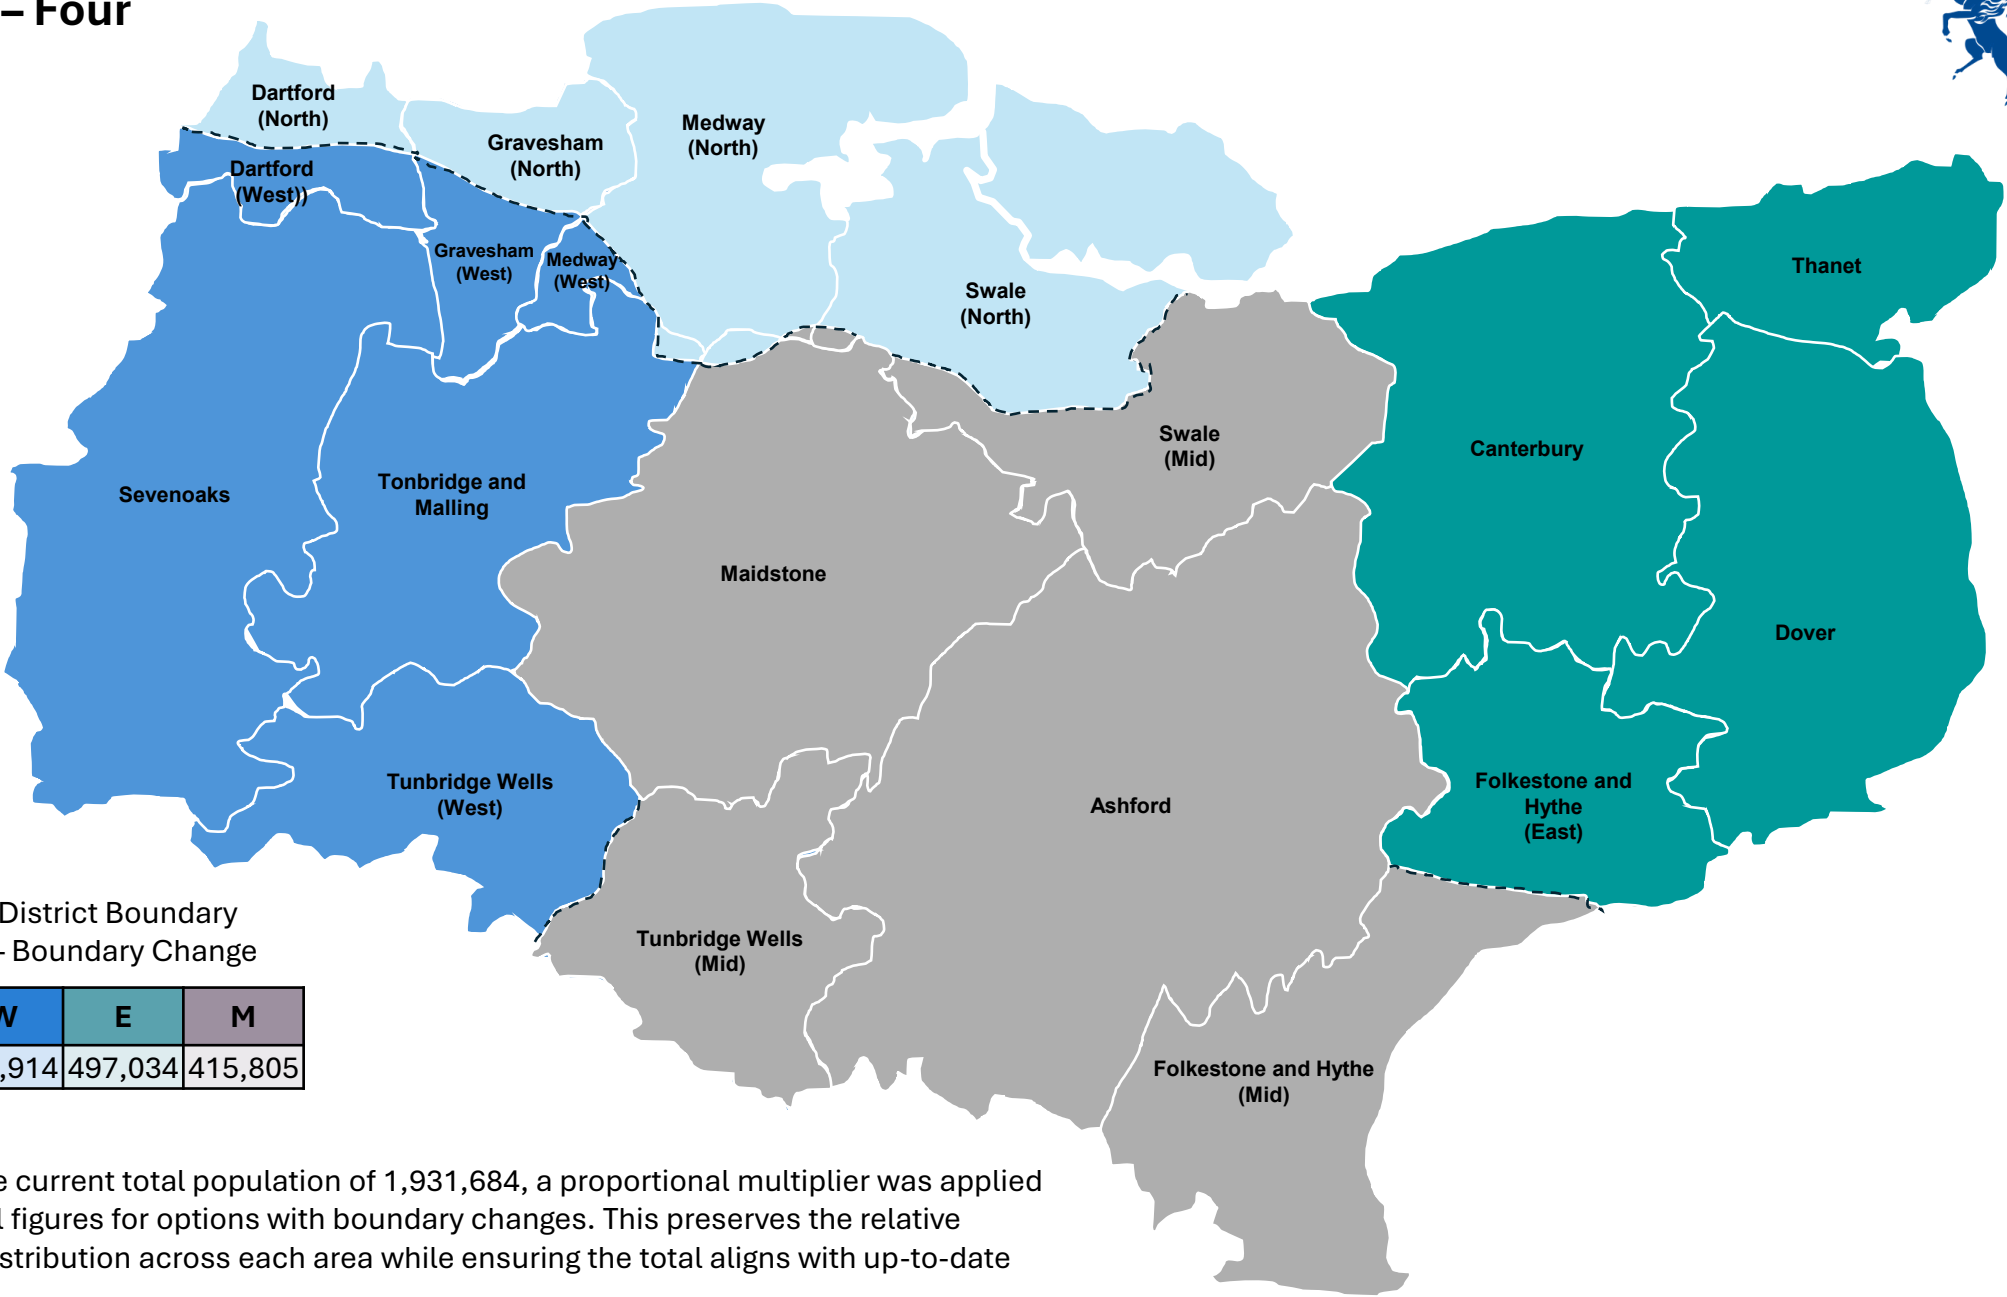 – Four
Dartford
(North)
Gravesham
(North)
Medway
(North)
Dartford
(West))
Gravesham
(West)
Medway
(West)
Swale
(North)
Thanet
Swale
(Mid)
Canterbury
Sevenoaks
Tonbridge and
Malling
Maidstone
Dover
Tunbridge Wells
(West)
Ashford
Folkestone and
Hythe
(East)
Tunbridge Wells
(Mid)
Folkestone and Hythe
(Mid)
District Boundary
- Boundary Change
W E M
,914 497,034 415,805
e current total population of 1,931,684, a proportional multiplier was applied
l figures for options with boundary changes. This preserves the relative
stribution across each area while ensuring the total aligns with up-to-date